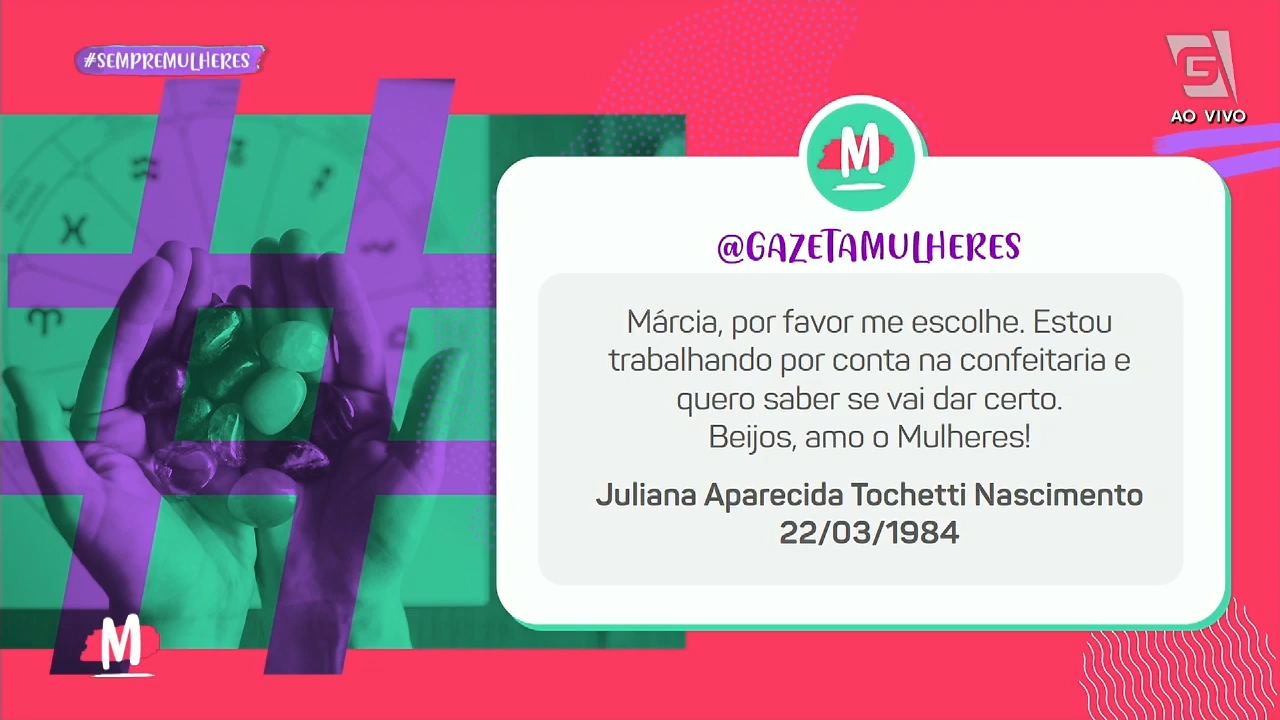 #SEMPREMULHERES
G
AO VIVO
M
@GAZETAMULHERES
Márcia, por favor me escolhe. Estou
trabalhando por conta na confeitaria e
quero saber se vai dar certo.
Beijos, amo o Mulheres!
Juliana Aparecida Tochetti Nascimento
22/03/1984
M